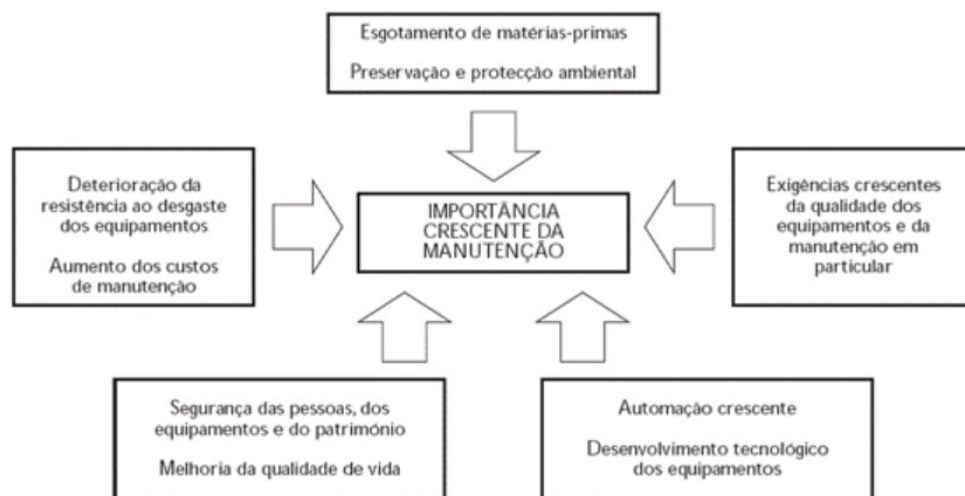 Esgotamento de matérias-primas
Preservação e protecção ambiental
Deterioração da
resistência ao desgaste
dos equipamentos
Aumento dos custos
de manutenção
IMPORTÂNCIA
CRESCENTE DA
MANUTENÇÃO
Exigências crescentes
da qualidade dos
equipamentos e da
manutenção em
particular
Segurança das pessoas, dos
equipamentos e do património
Melhoria da qualidade de vida
Automação crescente
Desenvolvimento tecnológico
dos equipamentos